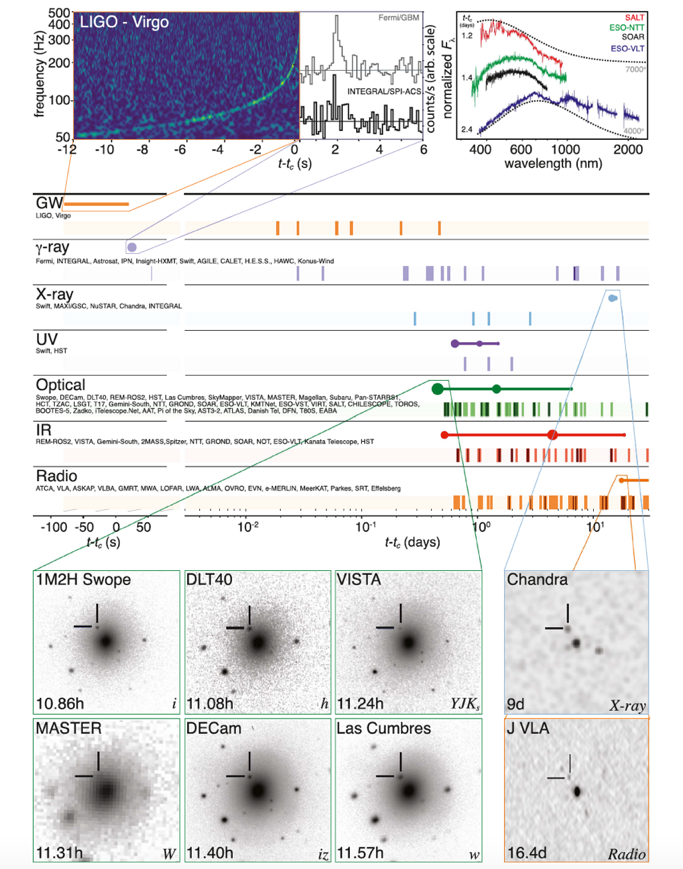 LIGO - Virgo
frequency (Hz)
500
400
300
200
100
50
-12 -10 -8 -6 -4 -2 0 2 4 6
t-tc (s)
Fermi/GBM
INTEGRAL/SPI-ACS
counts/s (arb. scale)
normalized Fλ
t-tc
(days)
1.2
1.4
2.4
SALT
ESO-NTT
SOAR
ESO-VLT
7000°
4000°
400 600 1000 2000
wavelength (nm)
GW
LIGO, Virgo
γ-ray
Fermi, INTEGRAL, Astrosat, IPN, Insight-HXMT, Swift, AGILE, CALET, H.E.S.S., HAWC, Konus-Wind
X-ray
Swift, MAXI/GSC, NuSTAR, Chandra, INTEGRAL
UV
Swift, HST
Optical
Swope, DECam, DLT40, REM-ROS2, HST, Las Cumbres, SkyMapper, VISTA, MASTER, Magellan, Subaru, Pan-STARRS1,
HCT, TZAC, LSGT, T17, Gemini-South, NTT, GROND, SOAR, ESO-VLT, KMTNet, ESO-VST, VIRT, SALT, CHILESCOPE, TOROS,
BOOTES-5, Zadko, iTelescope.Net, AAT, Pi of the Sky, AST3-2, ATLAS, Danish Tel, DFN, T80S, EABA
IR
REM-ROS2, VISTA, Gemini-South, 2MASS,Spitzer, NTT, GROND, SOAR, NOT, ESO-VLT, Kanata Telescope, HST
Radio
ATCA, VLA, ASKAP, VLBA, GMRT, MWA, LOFAR, LWA, ALMA, OVRO, EVN, e-MERLIN, MeerKAT, Parkes, SRT, Effelsberg
-100 -50 0 50 10⁻² 10⁻¹ 10⁰ 10¹
t-tc (s) t-tc (days)
1M2H Swope
10.86h i
DLT40
11.08h h
VISTA
11.24h YJKs
Chandra
9d X-ray
MASTER
11.31h W
DECam
11.40h iz
Las Cumbres
11.57h w
J VLA
16.4d Radio